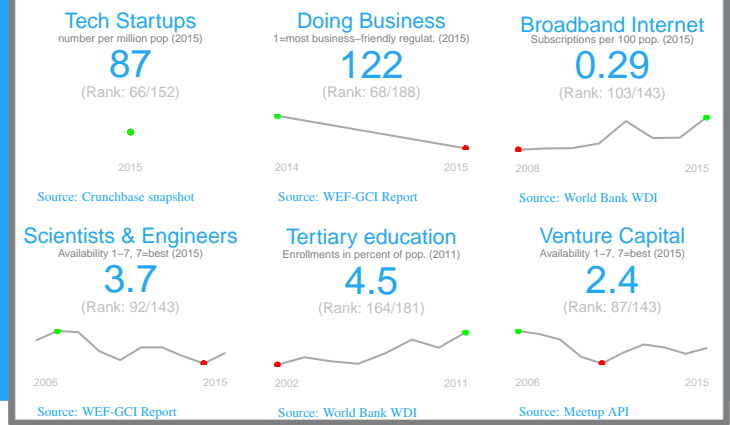 Tech Startups
number per million pop (2015)
87
(Rank: 66/152)
2015
Source: Crunchbase snapshot
Doing Business
1=most business−friendly regulat. (2015)
122
(Rank: 68/188)
2014 2015
Source: WEF-GCI Report
Broadband Internet
Subscriptions per 100 pop. (2015)
0.29
(Rank: 103/143)
2008 2015
Source: World Bank WDI
Scientists & Engineers
Availability 1−7, 7=best (2015)
3.7
(Rank: 92/143)
2006 2015
Source: WEF-GCI Report
Tertiary education
Enrollments in percent of pop. (2011)
4.5
(Rank: 164/181)
2002 2011
Source: World Bank WDI
Venture Capital
Availability 1−7, 7=best (2015)
2.4
(Rank: 87/143)
2006 2015
Source: Meetup API